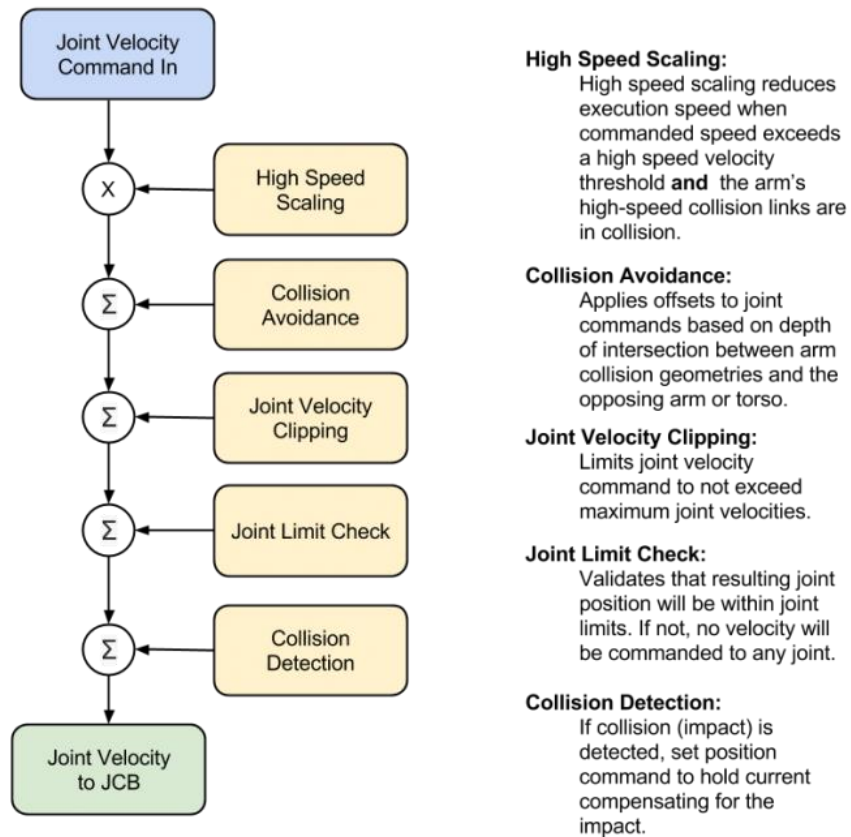 Joint Velocity
Command In
X
High Speed
Scaling
Σ
Collision
Avoidance
Σ
Joint Velocity
Clipping
Σ
Joint Limit Check
Σ
Collision
Detection
Joint Velocity
to JCB
High Speed Scaling:
High speed scaling reduces
execution speed when
commanded speed exceeds
a high speed velocity
threshold and the arm's
high-speed collision links are
in collision.
Collision Avoidance:
Applies offsets to joint
commands based on depth
of intersection between arm
collision geometries and the
opposing arm or torso.
Joint Velocity Clipping:
Limits joint velocity
command to not exceed
maximum joint velocities.
Joint Limit Check:
Validates that resulting joint
position will be within joint
limits. If not, no velocity will
be commanded to any joint.
Collision Detection:
If collision (impact) is
detected, set position
command to hold current
compensating for the
impact.